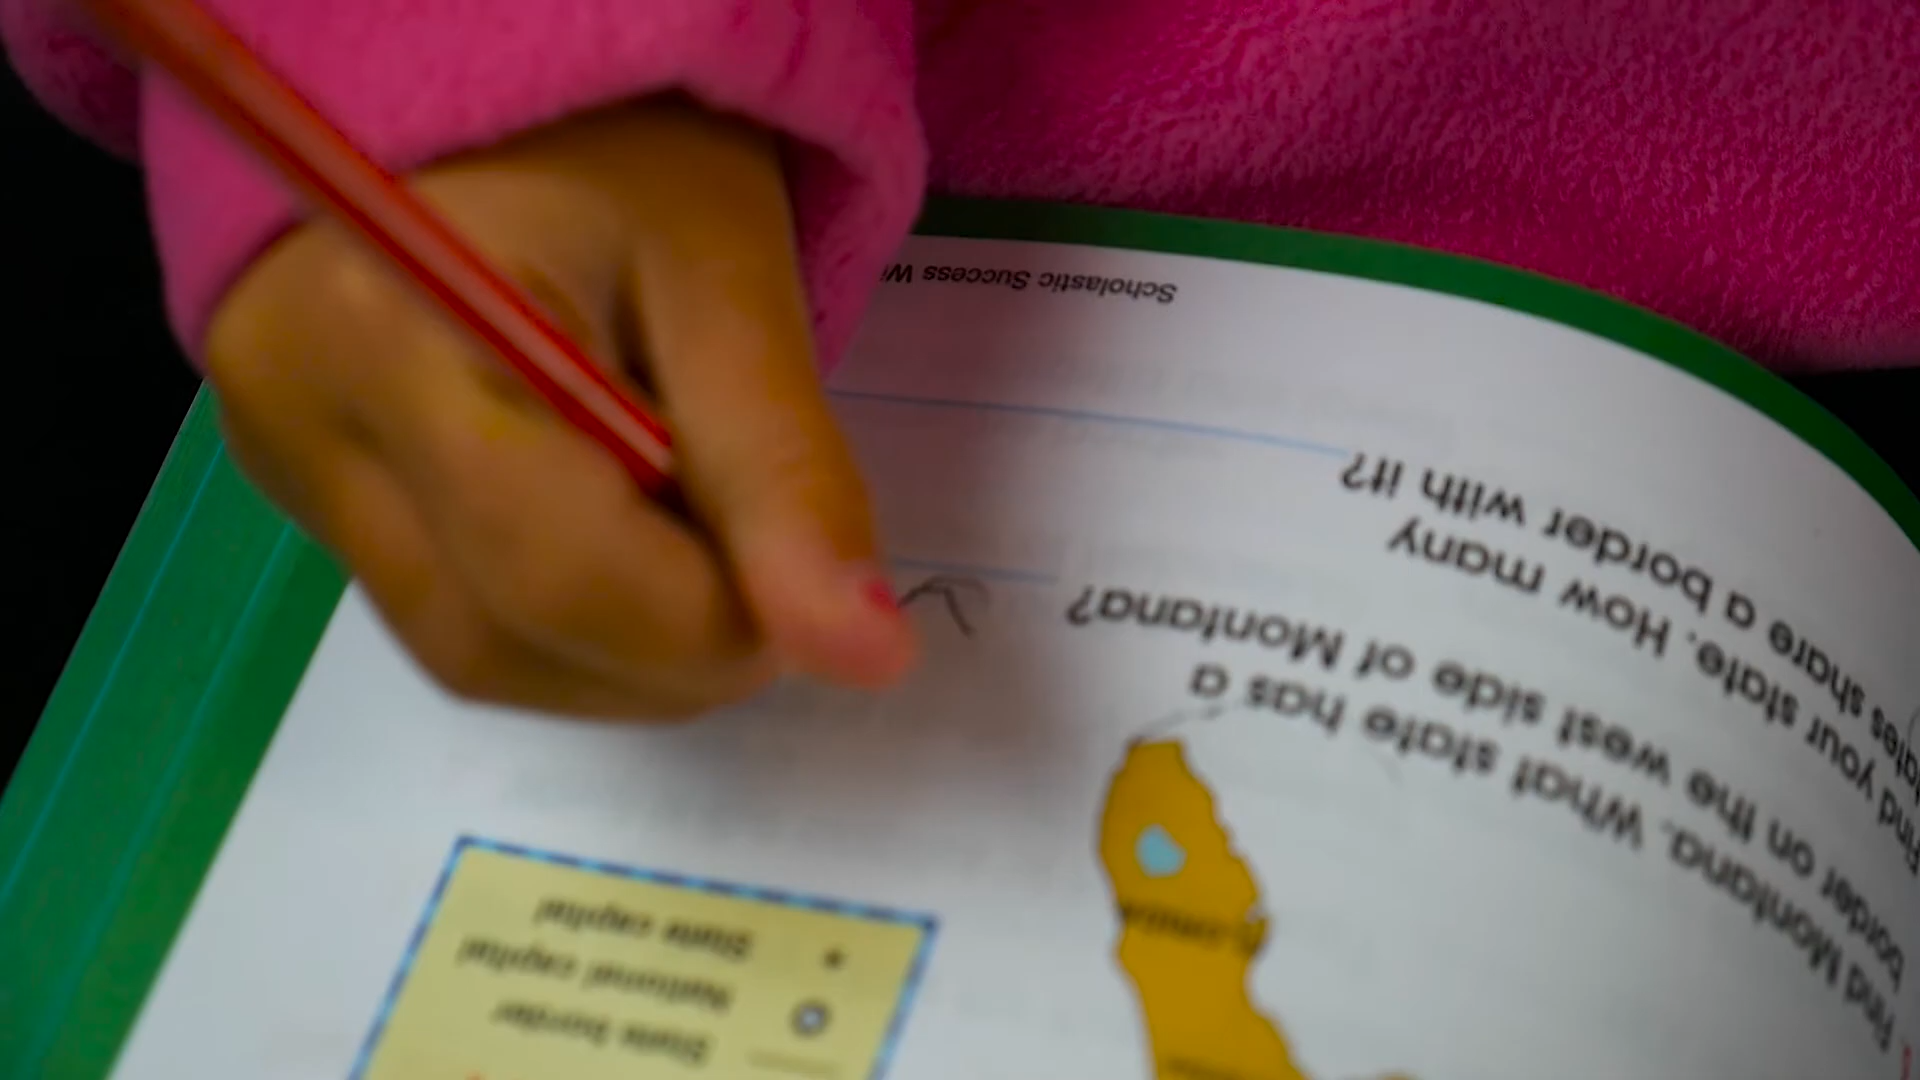 Find Montana. What state has a
border on the west side of Montana?
Find your state. How many
states share a border with it?
Scholastic Success Wi
State border
National capital
State capital